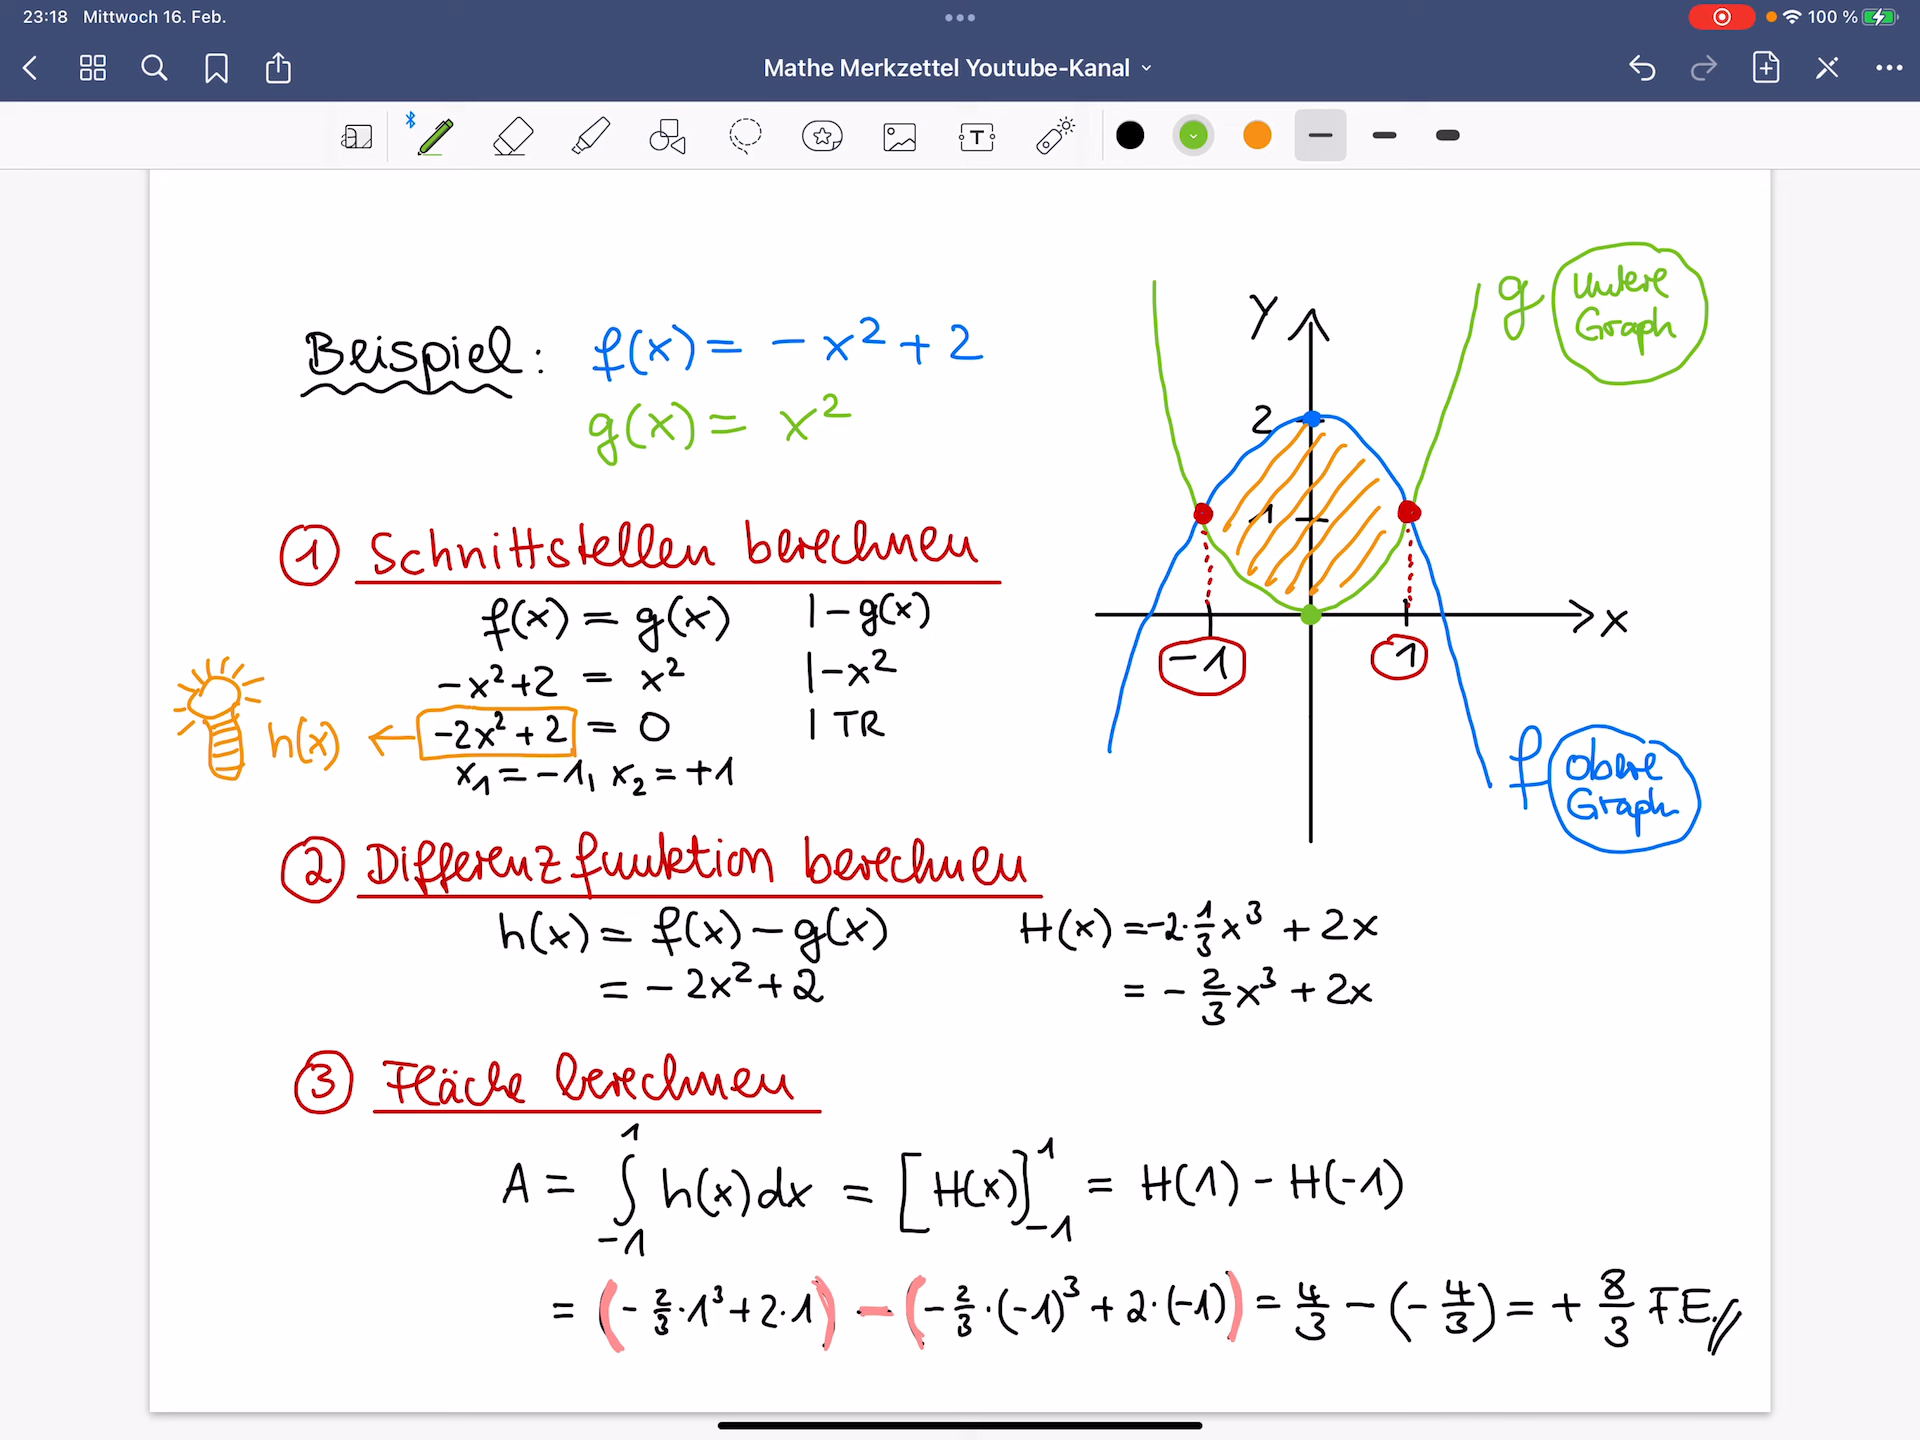 23:18 Mittwoch 16. Feb.
100 %
Mathe Merkzettel Youtube-Kanal
Beispiel: f(x) = - x² + 2
g(x) = x²
① Schnittstellen berechnen
f(x) = g(x) | - g(x)
-x²+2 = x² | - x²
h(x) ← -2x²+2 = 0 | TR
x₁ = -1, x₂ = +1
y
2
1
-1
1
x
g untere Graph
f obere Graph
② Differenzfunktion berechnen
h(x) = f(x) - g(x)
= - 2x² + 2
H(x) = -2·1/3 x³ + 2x
= - 2/3 x³ + 2x
③ Fläche berechnen
A = ∫₋₁¹ h(x) dx = [H(x)]₋₁¹ = H(1) - H(-1)
= (- 2/3 · 1³ + 2·1) - (- 2/3 · (-1)³ + 2·(-1)) = 4/3 - (- 4/3) = + 8/3 F.E.//